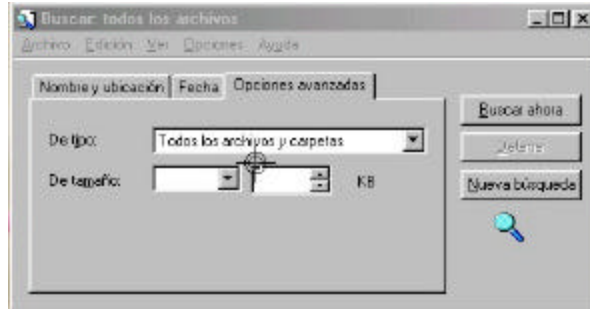 Buscar: todos los archivos
Archivo Edición Ver Opciones Ayuda
Nombre y ubicación Fecha Opciones avanzadas
Buscar ahora
De tipo: Todos los archivos y carpetas
Detener
De tamaño: KB
Nueva búsqueda